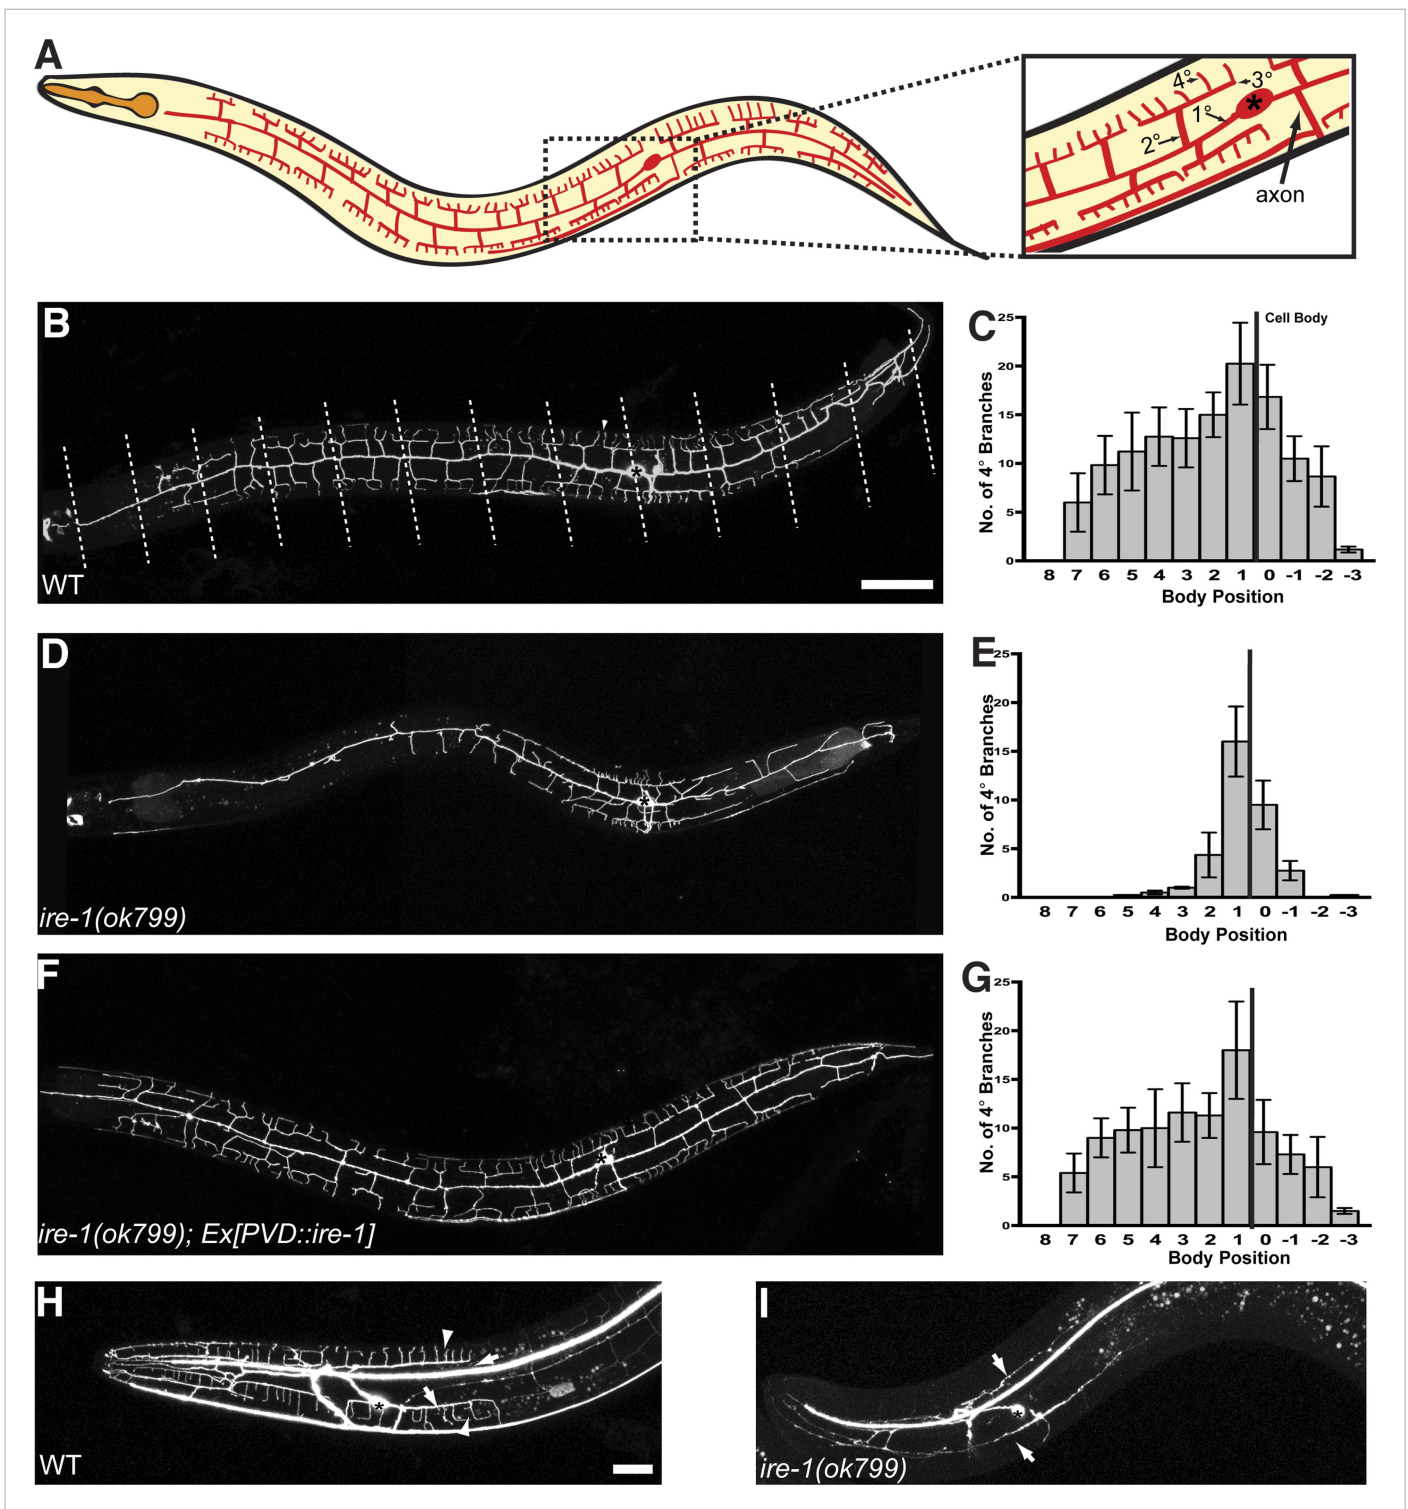 A
4° 3°
1°
2°
axon
B
WT
C
Cell Body
No. of 4° Branches
25
20
15
10
5
0
8 7 6 5 4 3 2 1 0 -1 -2 -3
Body Position
D
ire-1(ok799)
E
No. of 4° Branches
25
20
15
10
5
0
8 7 6 5 4 3 2 1 0 -1 -2 -3
Body Position
F
ire-1(ok799); Ex[PVD::ire-1]
G
No. of 4° Branches
25
20
15
10
5
0
8 7 6 5 4 3 2 1 0 -1 -2 -3
Body Position
H
WT
I
ire-1(ok799)